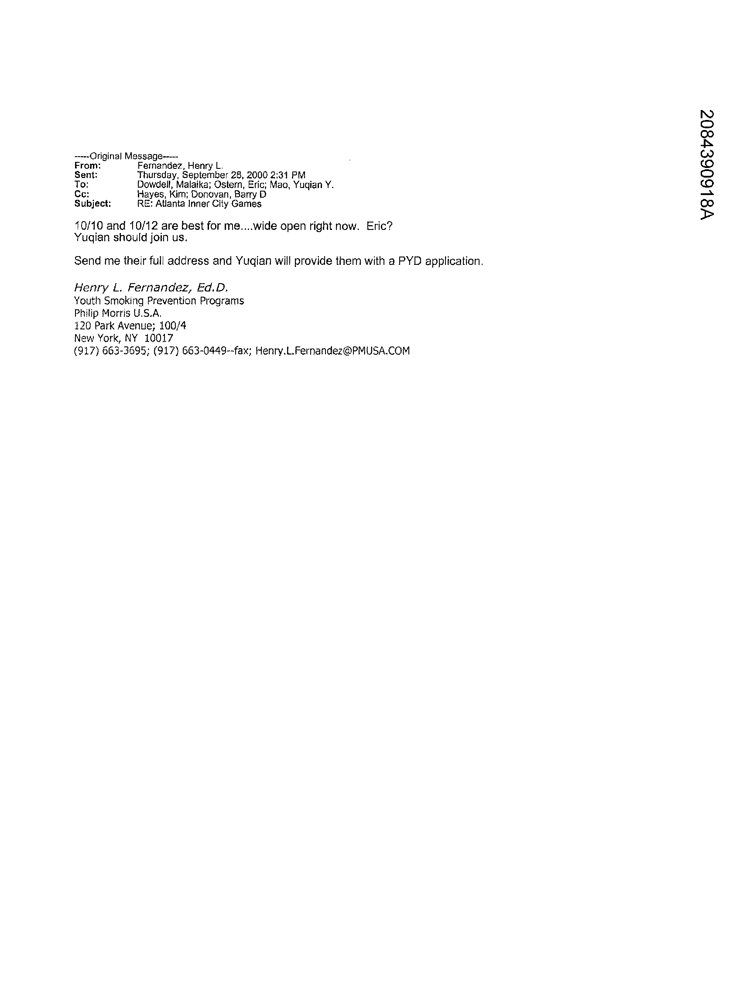 -----Original Message-----
From: Fernandez, Henry L.
Sent: Thursday, September 28, 2000 2:31 PM
To: Dowdell, Malaika; Ostern, Eric; Mao, Yuqian Y.
Cc: Hayes, Kim; Donovan, Barry D
Subject: RE: Atlanta Inner City Games
10/10 and 10/12 are best for me....wide open right now. Eric?
Yuqian should join us.
Send me their full address and Yuqian will provide them with a PYD application.
Henry L. Fernandez, Ed.D.
Youth Smoking Prevention Programs
Philip Morris U.S.A.
120 Park Avenue; 100/4
New York, NY 10017
(917) 663-3695; (917) 663-0449--fax; Henry.L.Fernandez@PMUSA.COM
2084390918A